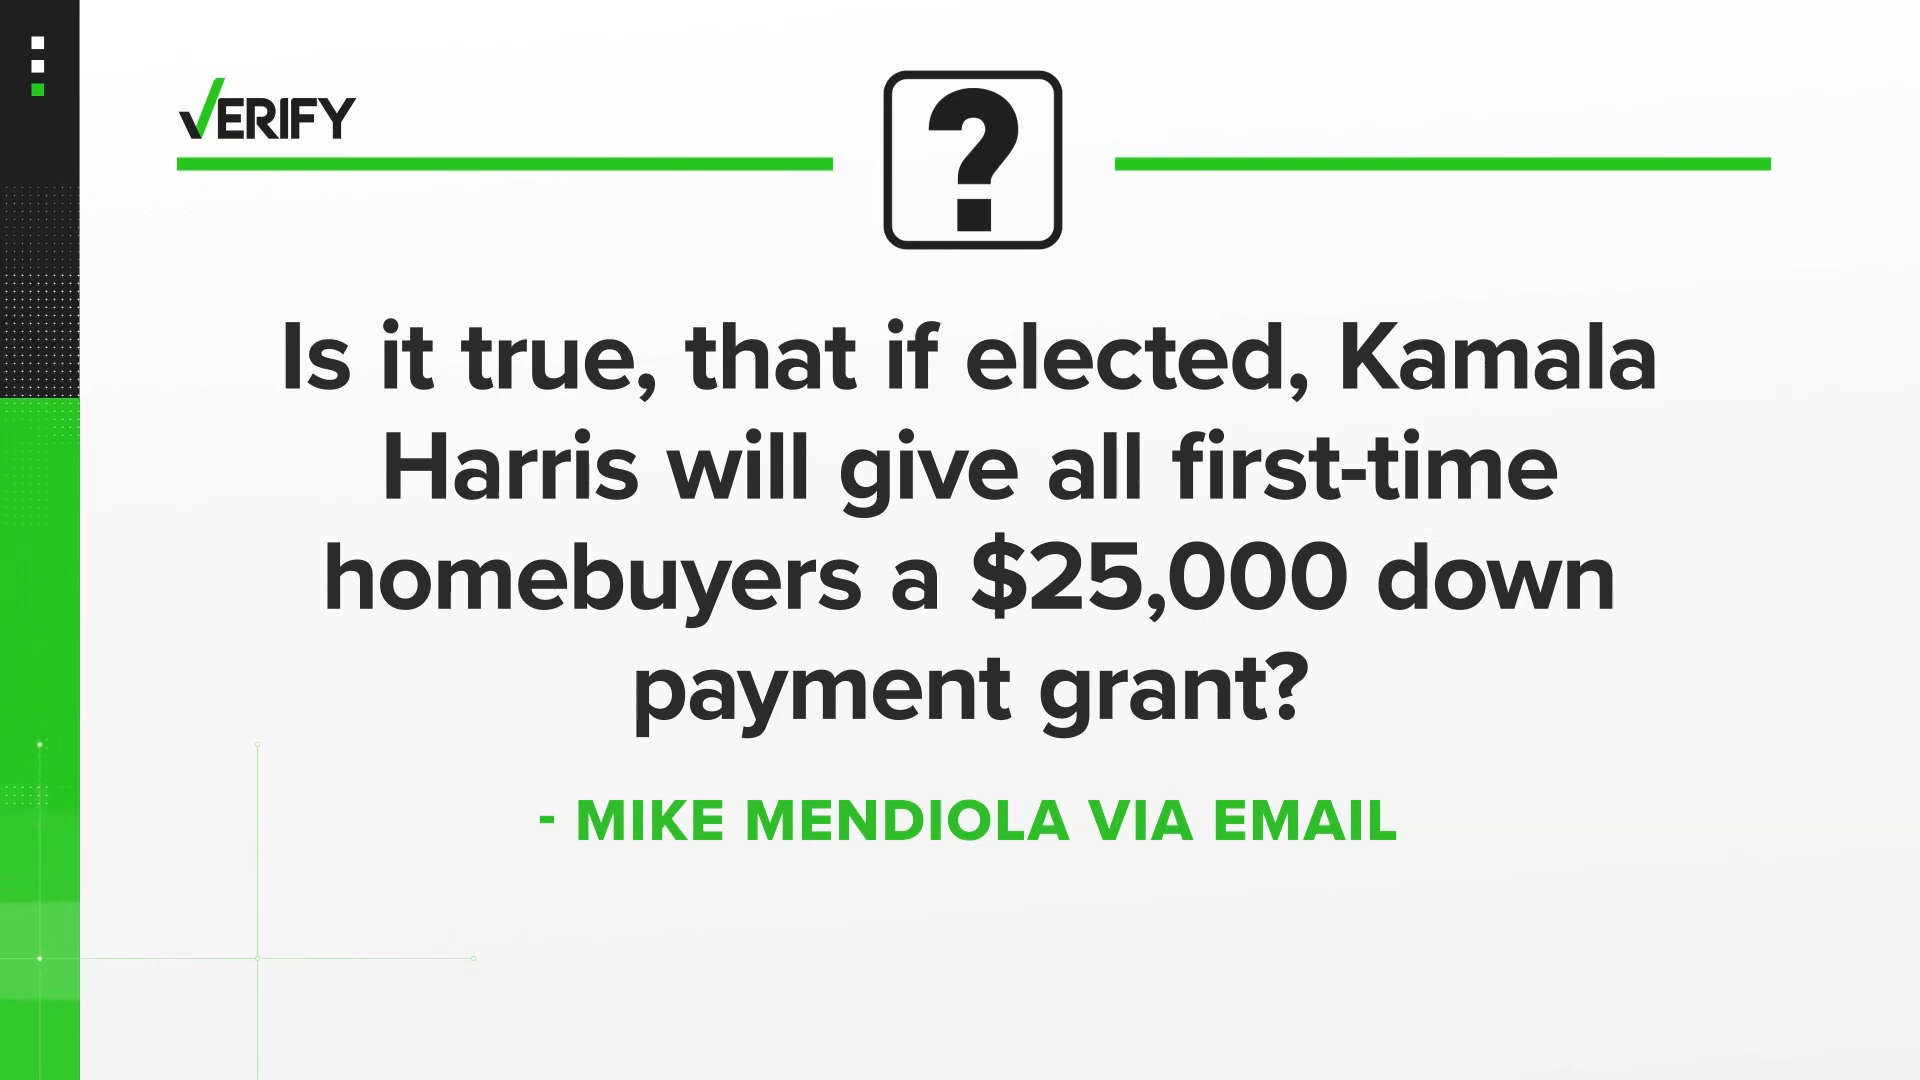 VERIFY
?
Is it true, that if elected, Kamala
Harris will give all first-time
homebuyers a $25,000 down
payment grant?
- MIKE MENDIOLA VIA EMAIL